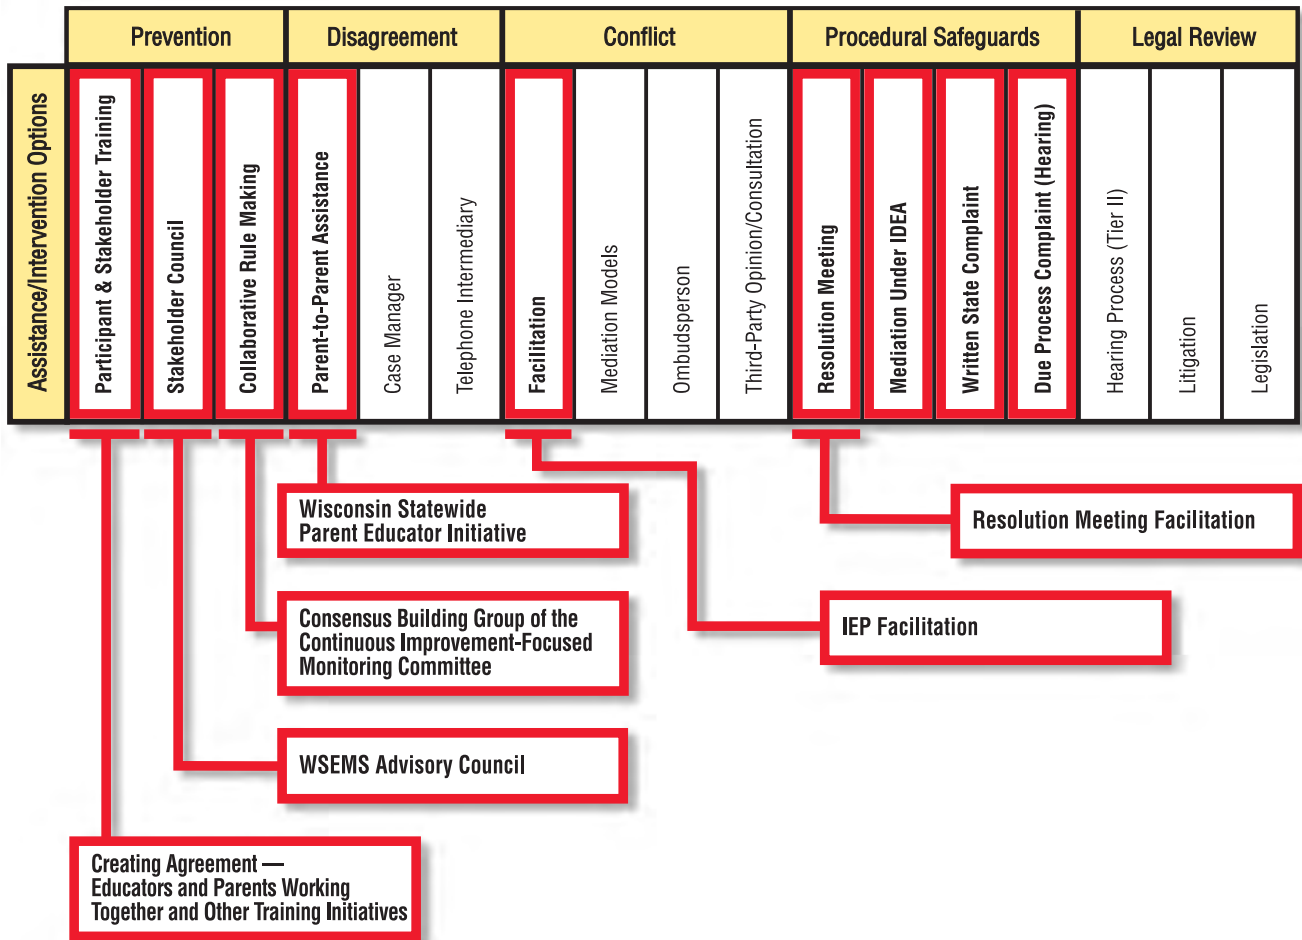 Prevention
Disagreement
Conflict
Procedural Safeguards
Legal Review
Assistance/Intervention Options
Participant & Stakeholder Training
Stakeholder Council
Collaborative Rule Making
Parent-to-Parent Assistance
Case Manager
Telephone Intermediary
Facilitation
Mediation Models
Ombudsperson
Third-Party Opinion/Consultation
Resolution Meeting
Mediation Under IDEA
Written State Complaint
Due Process Complaint (Hearing)
Hearing Process (Tier II)
Litigation
Legislation
Wisconsin Statewide
Parent Educator Initiative
Resolution Meeting Facilitation
Consensus Building Group of the
Continuous Improvement-Focused
Monitoring Committee
IEP Facilitation
WSEMS Advisory Council
Creating Agreement —
Educators and Parents Working
Together and Other Training Initiatives